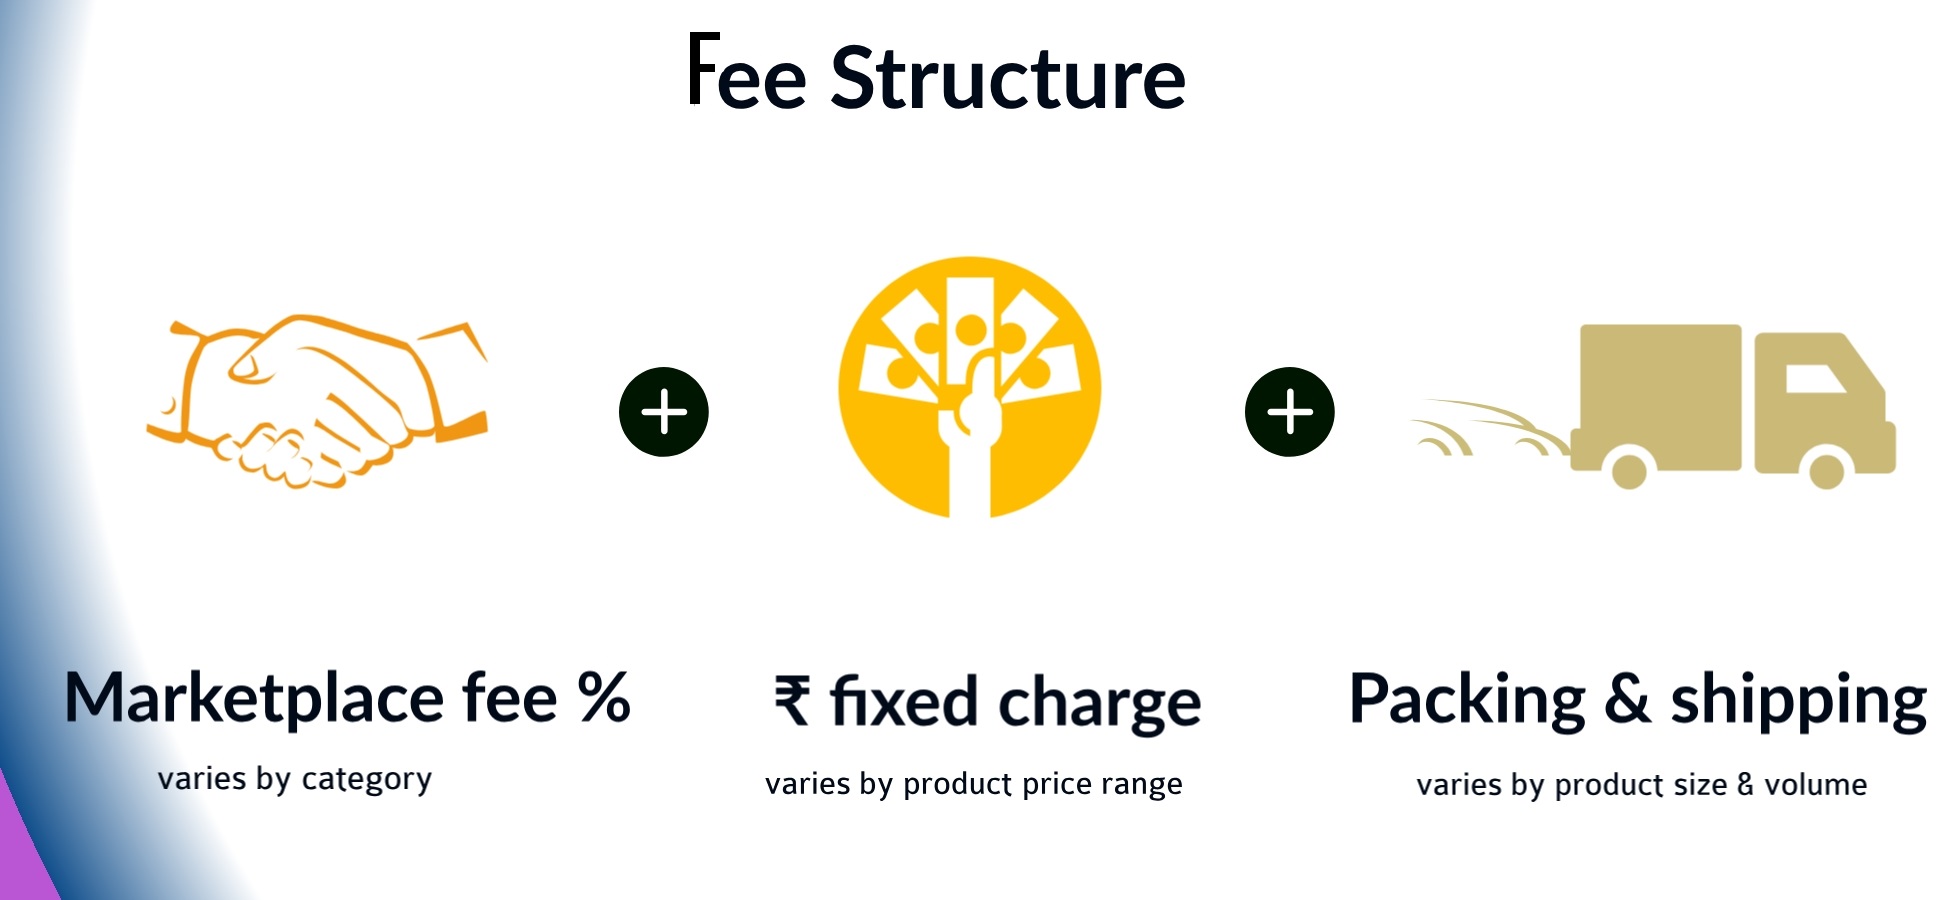 Fee Structure
Marketplace fee %
varies by category
₹ fixed charge
varies by product price range
Packing & shipping
varies by product size & volume